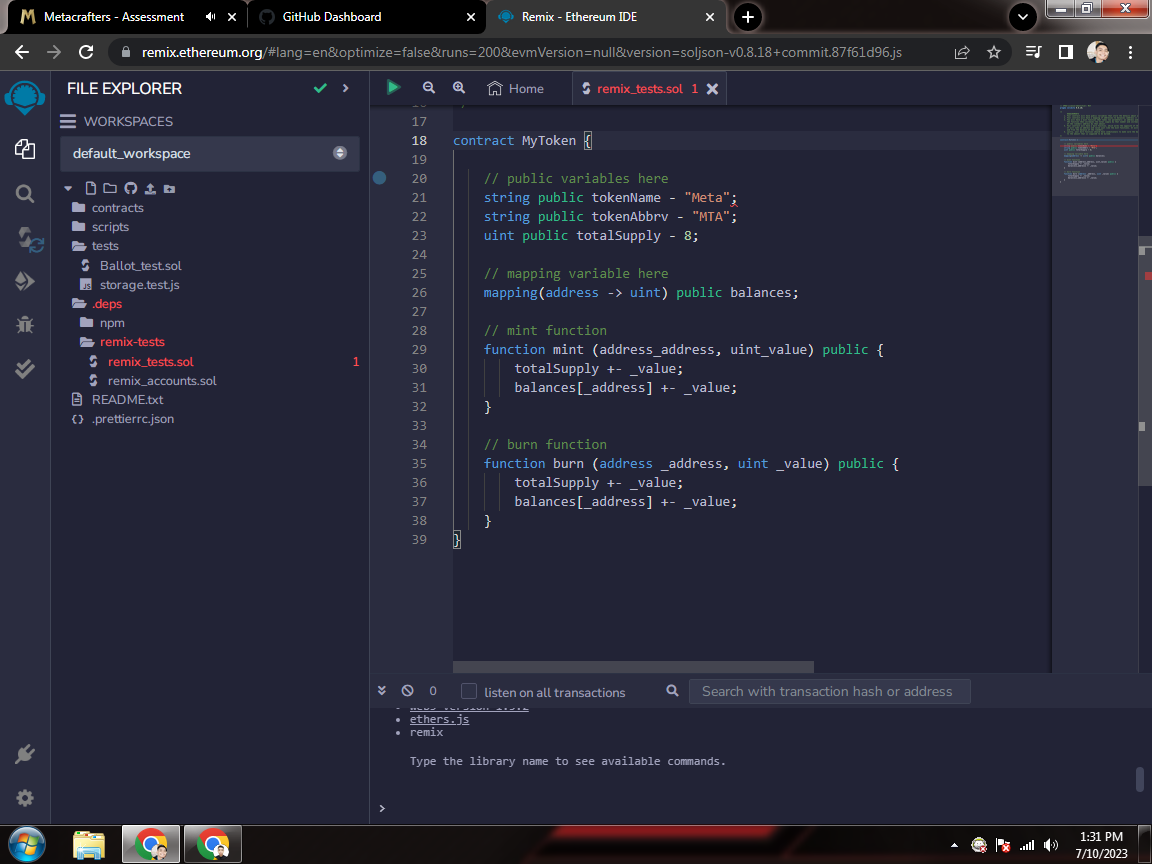 Metacrafters - Assessment
GitHub Dashboard
Remix - Ethereum IDE
remix.ethereum.org/#lang=en&optimize=false&runs=200&evmVersion=null&version=soljson-v0.8.18+commit.87f61d96.js
FILE EXPLORER
WORKSPACES
default_workspace
contracts
scripts
tests
Ballot_test.sol
storage.test.js
.deps
npm
remix-tests
remix_tests.sol 1
remix_accounts.sol
README.txt
.prettierrc.json
Home
remix_tests.sol 1
17
18 contract MyToken {
19
20 // public variables here
21 string public tokenName - "Meta";
22 string public tokenAbbrv - "MTA";
23 uint public totalSupply - 8;
24
25 // mapping variable here
26 mapping(address -> uint) public balances;
27
28 // mint function
29 function mint (address_address, uint_value) public {
30 totalSupply +- _value;
31 balances[_address] +- _value;
32 }
33
34 // burn function
35 function burn (address _address, uint _value) public {
36 totalSupply +- _value;
37 balances[_address] +- _value;
38 }
39 }
0
listen on all transactions
Search with transaction hash or address
ethers.js
remix
Type the library name to see available commands.
>
1:31 PM
7/10/2023